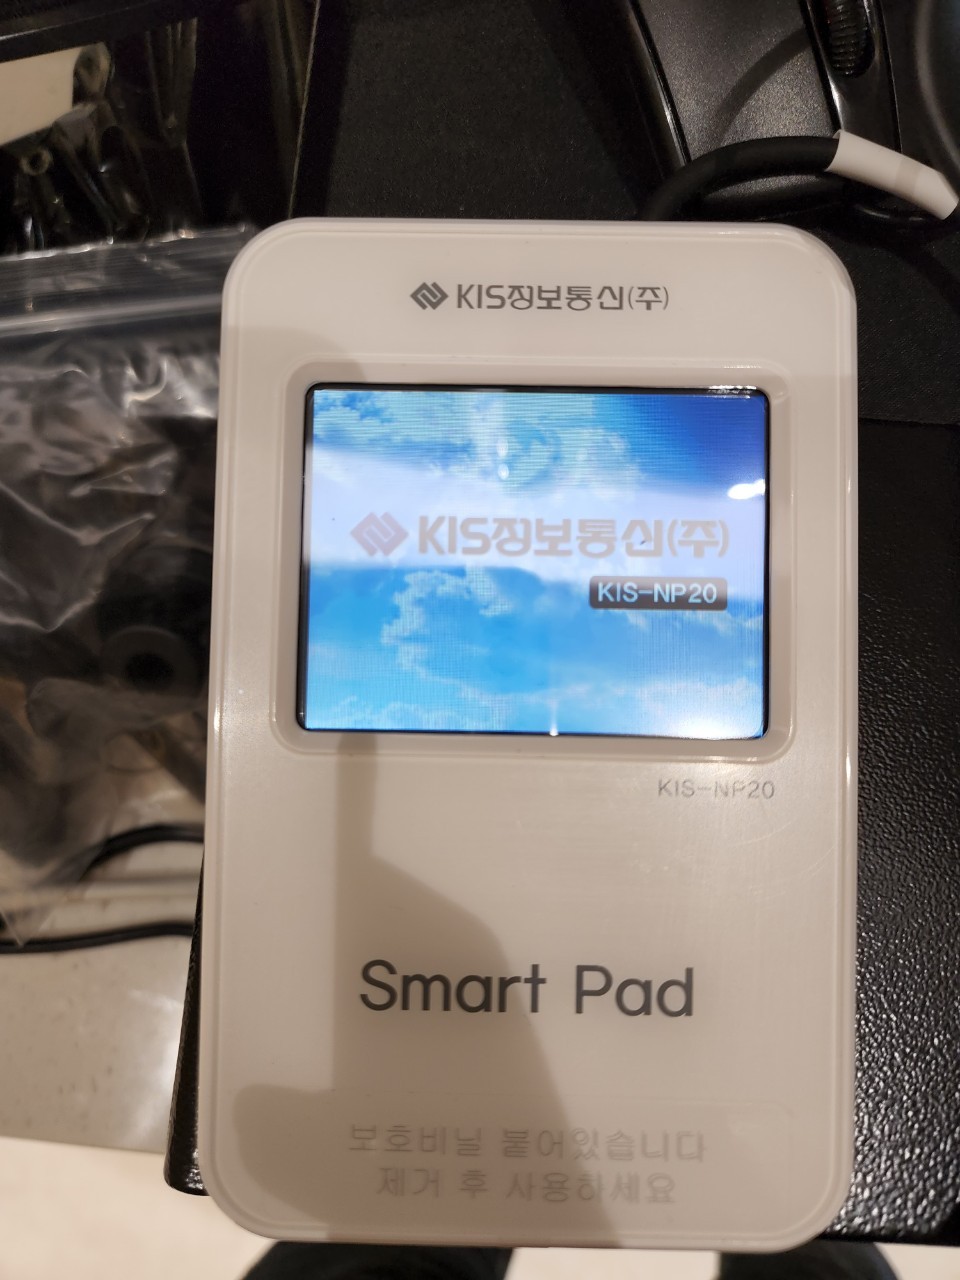 KIS정보통신(주)
KIS정보통신(주)
KIS-NP20
KIS-NP20
Smart Pad
보호비닐 붙어있습니다
제거 후 사용하세요